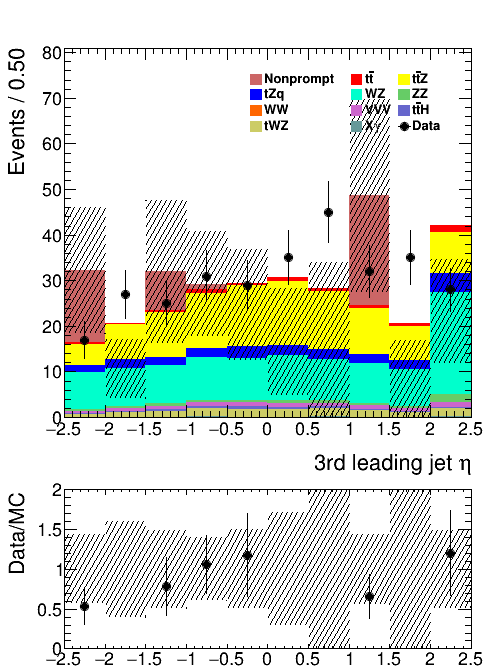 Events / 0.50
80
70
60
50
40
30
20
10
0
Nonprompt tt̄ tt̄Z
tZq WZ ZZ
WW VVV tt̄H
tWZ Xγ Data
−2.5 −2 −1.5 −1 −0.5 0 0.5 1 1.5 2 2.5
3rd leading jet η
Data/MC
2
1.5
1
0.5
0
−2.5 −2 −1.5 −1 −0.5 0 0.5 1 1.5 2 2.5